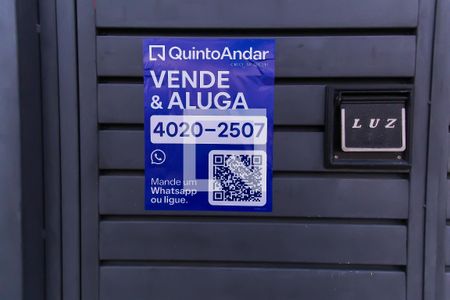 QuintoAndar
VENDE
& ALUGA
4020-2507
Mande um
Whatsapp
ou ligue.
LUZ